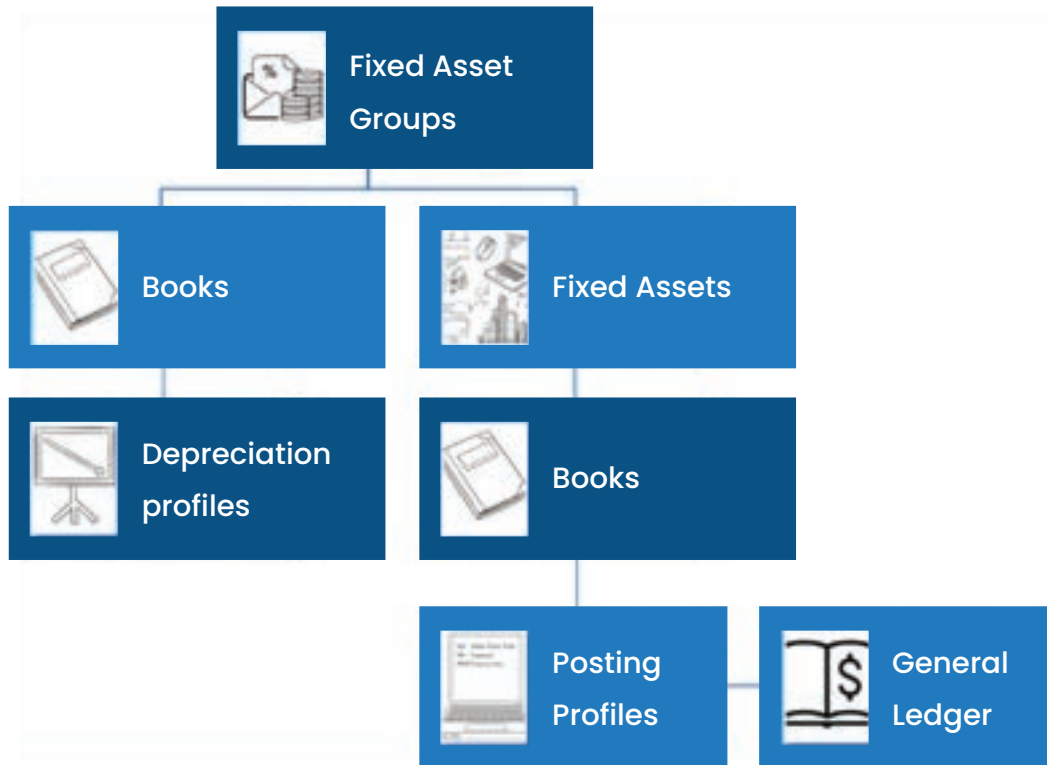 Fixed Asset
Groups
Books
Fixed Assets
Depreciation
profiles
Books
Posting
Profiles
General
Ledger
%
$